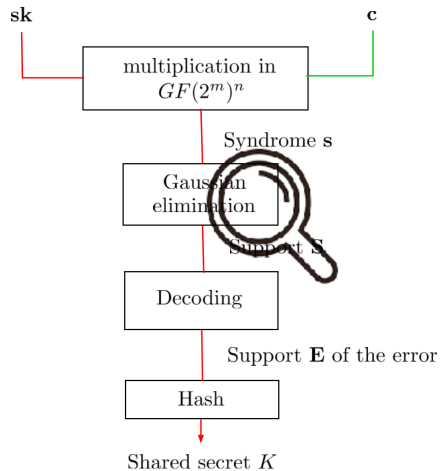 sk
c
multiplication in
GF(2^m)^n
Syndrome s
Gaussian
elimination
Support S
Decoding
Support E of the error
Hash
Shared secret K